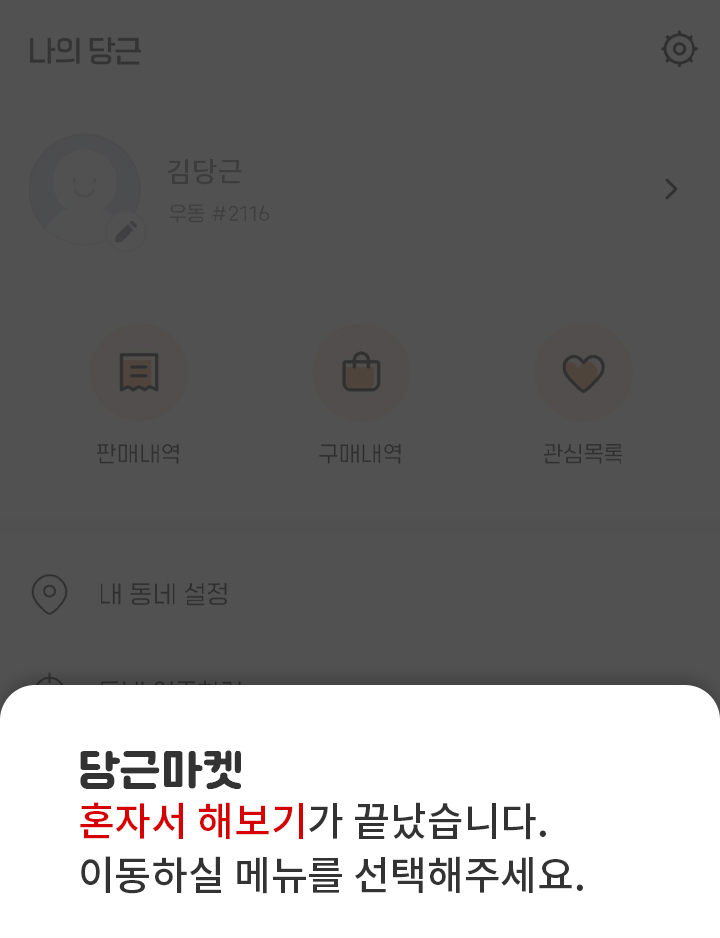 나의 당근
김당근
우동 #2116
판매내역
구매내역
관심목록
내 동네 설정
당근마켓
혼자서 해보기가 끝났습니다.
이동하실 메뉴를 선택해주세요.